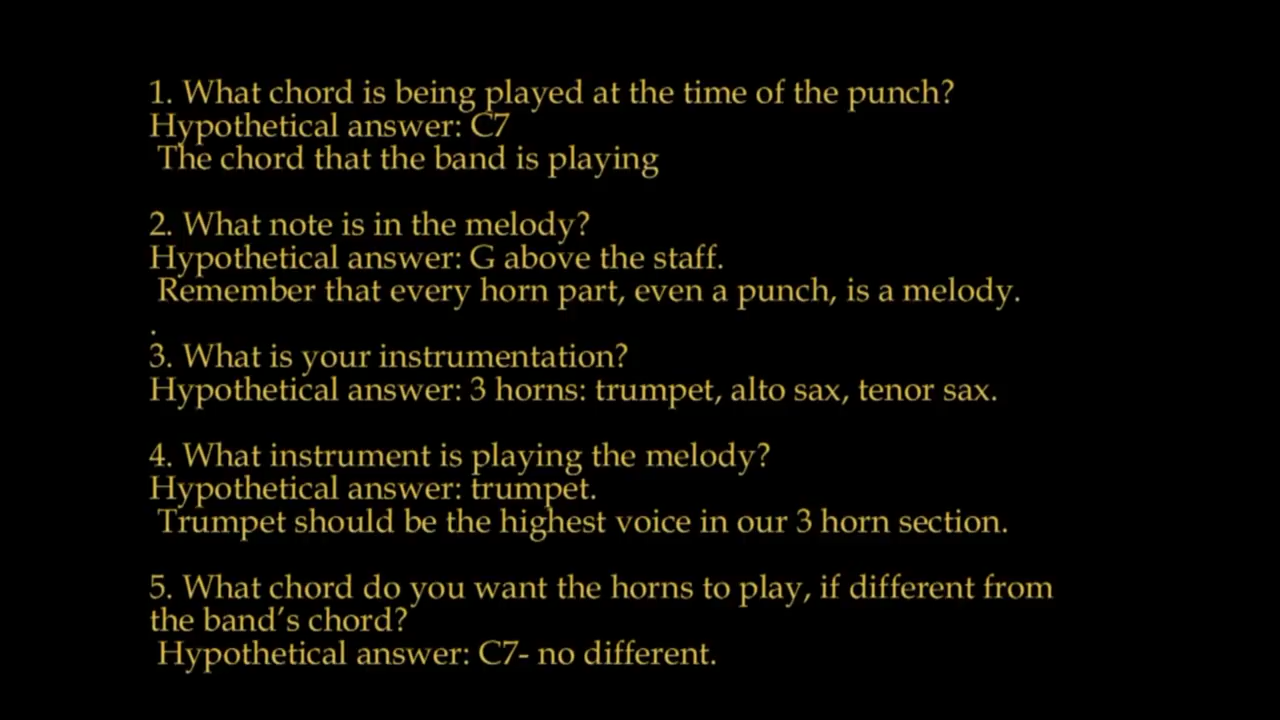 1. What chord is being played at the time of the punch?
Hypothetical answer: C7
The chord that the band is playing
2. What note is in the melody?
Hypothetical answer: G above the staff.
Remember that every horn part, even a punch, is a melody.
.
3. What is your instrumentation?
Hypothetical answer: 3 horns: trumpet, alto sax, tenor sax.
4. What instrument is playing the melody?
Hypothetical answer: trumpet.
Trumpet should be the highest voice in our 3 horn section.
5. What chord do you want the horns to play, if different from
the band’s chord?
Hypothetical answer: C7- no different.